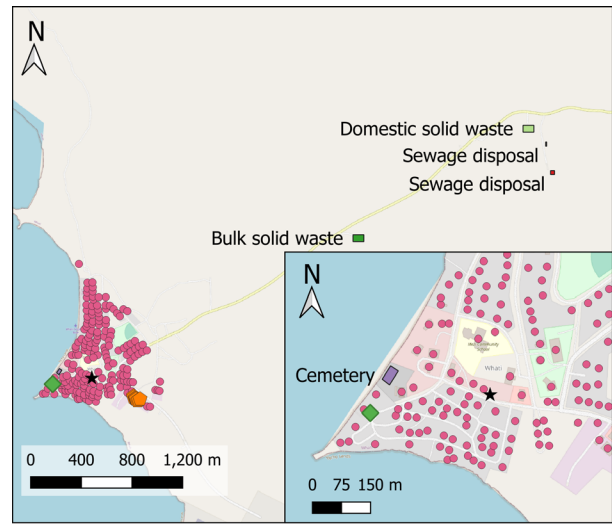 N
Domestic solid waste
Sewage disposal
Sewage disposal
Bulk solid waste
N
Cemetery
Whatì
0 400 800 1,200 m
0 75 150 m